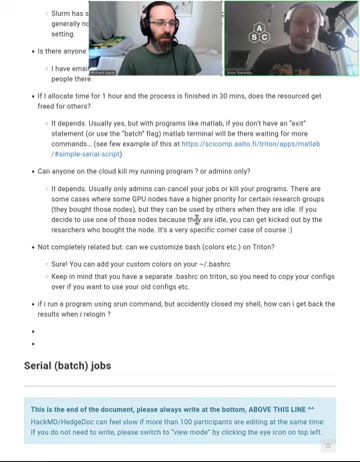 Slurm has s
generally no
setting.
Is there anyone
I have emai
people there.
If I allocate time for 1 hour and the process is finished in 30 mins, does the resourced get
freed for others?
It depends. Usually yes, but with programs like matlab, if you don't have an "exit"
statement (or use the "batch" flag) matlab terminal will be there waiting for more
commands… (see few example of this at https://scicomp.aalto.fi/triton/apps/matlab
/#simple-serial-script)
Can anyone on the cloud kill my running program ? or admins only?
It depends. Usually only admins can cancel your jobs or kill your programs. There are
some cases where some GPU nodes have a higher priority for certain research groups
(they bought those nodes), but they can be used by others when they are idle. If you
decide to use one of those nodes because they're idle, you can get kicked out by the
resarchers who bought the node. It's a very specific corner case of course :)
Not completely related but: can we customize bash (colors etc.) on Triton?
Sure! You can add your custom colors on your ~/.bashrc
Keep in mind that you have a separate .bashrc on triton, so you need to copy your configs
over if you want to use your old configs etc.
if i run a program using srun command, but accidently closed my shell, how can i get back the
results when i relogin ?
Serial (batch) jobs
This is the end of the document, please always write at the bottom, ABOVE THIS LINE ^^
HackMD/HedgeDoc can feel slow if more than 100 participants are editing at the same time:
If you do not need to write, please switch to "view mode" by clicking the eye icon on top left.
A
S C